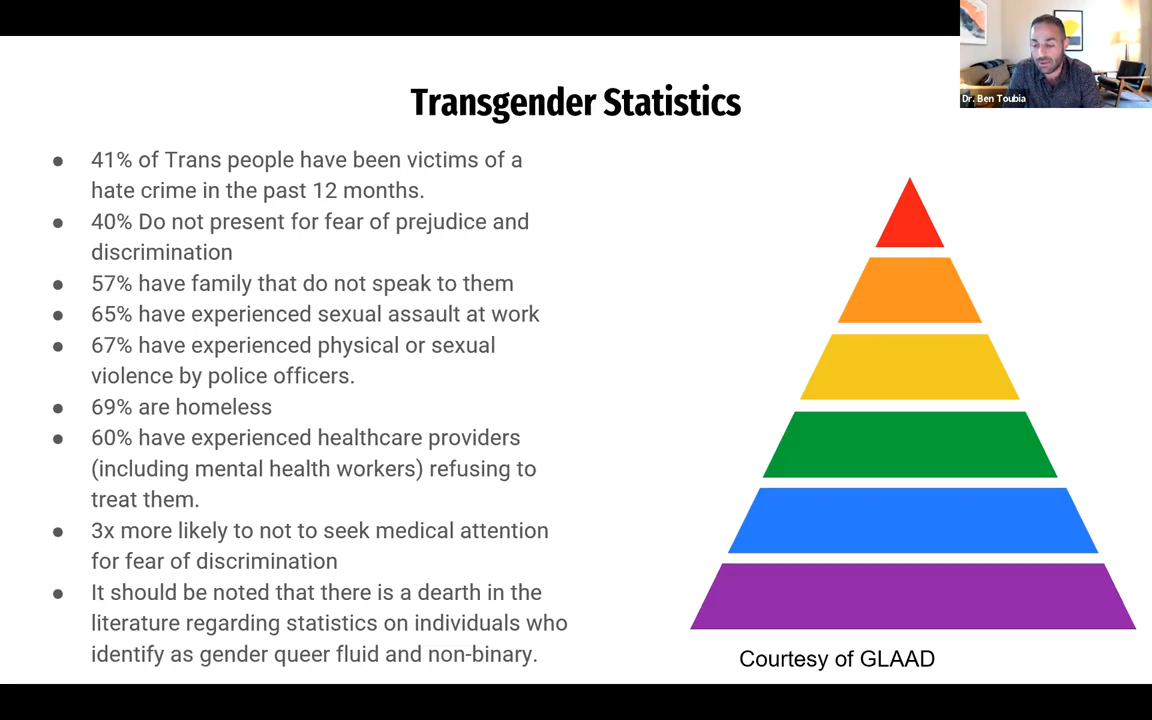 Dr. Ben Toubia
Transgender Statistics
● 41% of Trans people have been victims of a
hate crime in the past 12 months.
● 40% Do not present for fear of prejudice and
discrimination
● 57% have family that do not speak to them
● 65% have experienced sexual assault at work
● 67% have experienced physical or sexual
violence by police officers.
● 69% are homeless
● 60% have experienced healthcare providers
(including mental health workers) refusing to
treat them.
● 3x more likely to not to seek medical attention
for fear of discrimination
● It should be noted that there is a dearth in the
literature regarding statistics on individuals who
identify as gender queer fluid and non-binary.
Courtesy of GLAAD